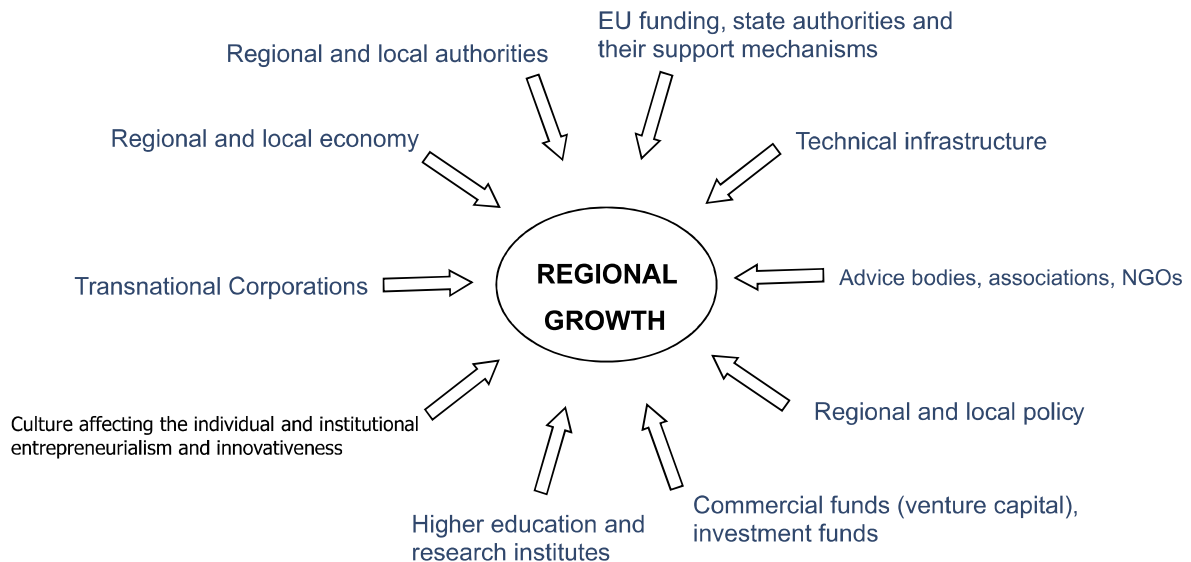 EU funding, state authorities and
their support mechanisms
Regional and local authorities
Regional and local economy
Technical infrastructure
REGIONAL
GROWTH
Transnational Corporations
Advice bodies, associations, NGOs
Culture affecting the individual and institutional
entrepreneurialism and innovativeness
Regional and local policy
Higher education and
research institutes
Commercial funds (venture capital),
investment funds